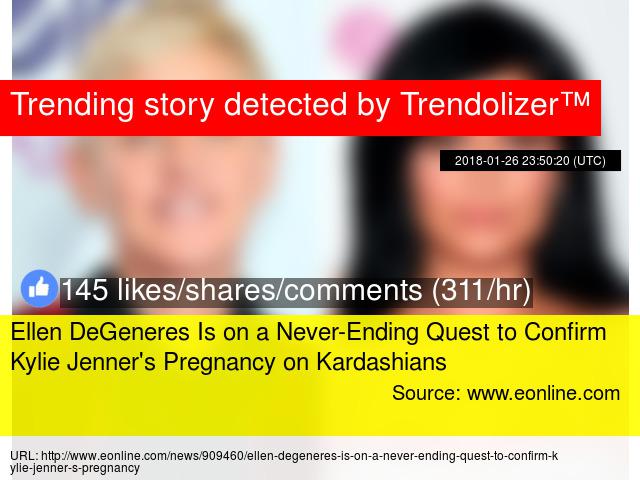 Trending story detected by Trendolizer™
2018-01-26 23:50:20 (UTC)
145 likes/shares/comments (311/hr)
Ellen DeGeneres Is on a Never-Ending Quest to Confirm
Kylie Jenner's Pregnancy on Kardashians
Source: www.eonline.com
URL: http://www.eonline.com/news/909460/ellen-degeneres-is-on-a-never-ending-quest-to-confirm-k
ylie-jenner-s-pregnancy